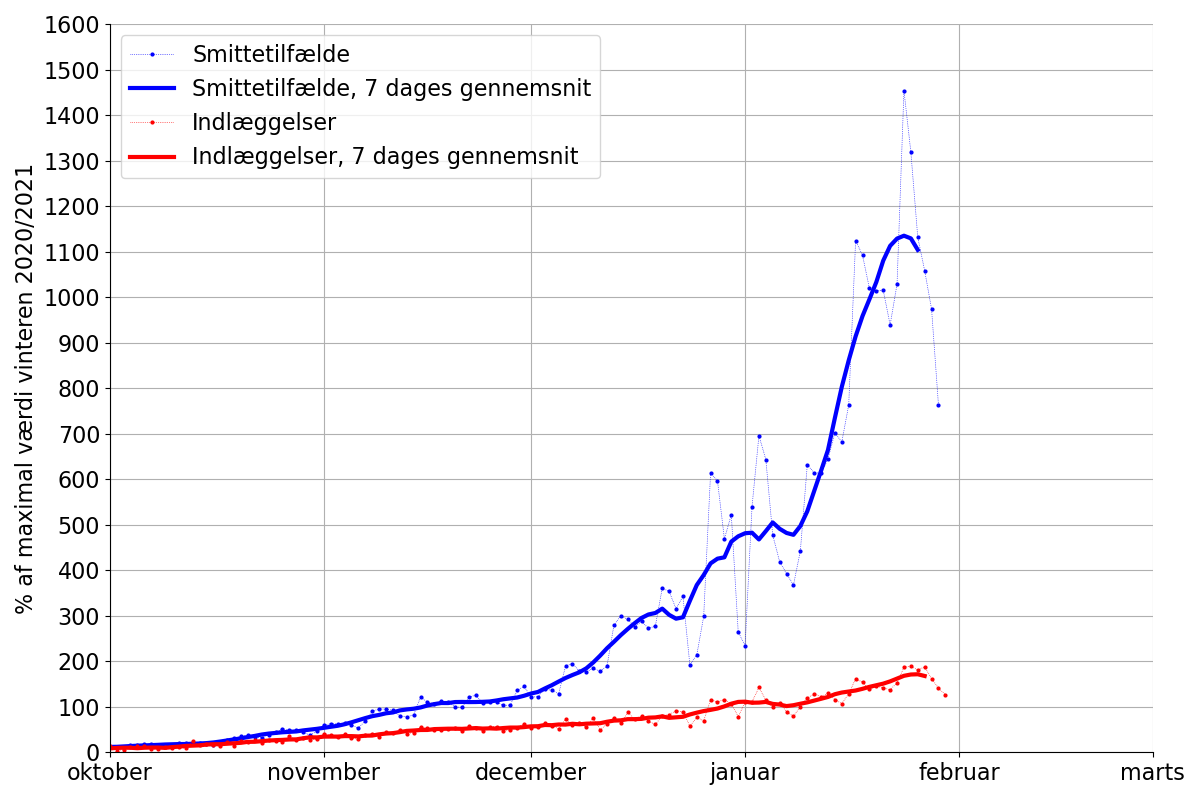 Smittetilfælde
Smittetilfælde, 7 dages gennemsnit
Indlæggelser
Indlæggelser, 7 dages gennemsnit
% af maximal værdi vinteren 2020/2021
1600
1500
1400
1300
1200
1100
1000
900
800
700
600
500
400
300
200
100
0
oktober november december januar februar marts